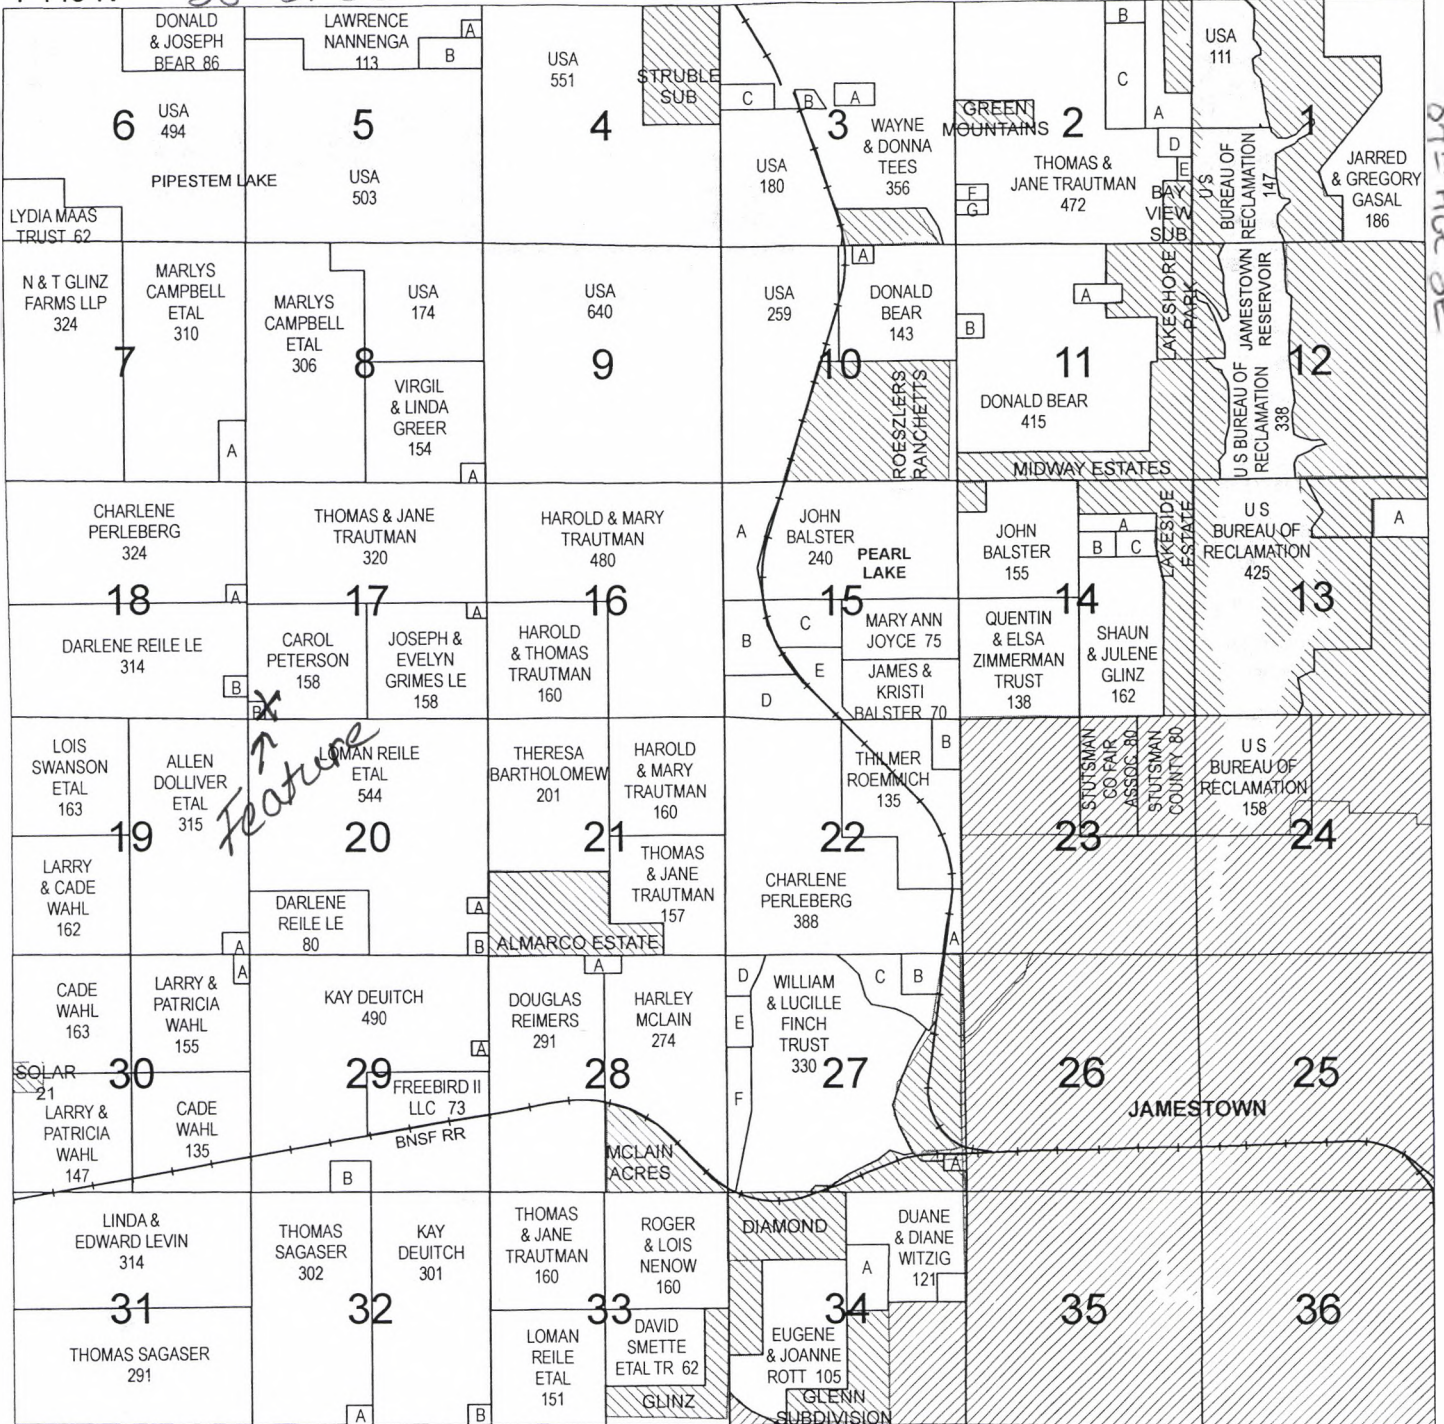 DONALD
& JOSEPH
BEAR 86
6
USA
494
PIPESTEM LAKE
LYDIA MAAS
TRUST 62
LAWRENCE
NANNENGA
113
A
B
5
USA
503
USA
551
4
STRUBLE
SUB
C
B
A
3
WAYNE
& DONNA
TEES
356
USA
180
GREEN
MOUNTAINS
2
THOMAS &
JANE TRAUTMAN
472
B
C
A
D
E
F
G
BAY
VIEW
SUB
USA
111
1
U S
BUREAU OF
RECLAMATION
147
JARRED
& GREGORY
GASAL
186
N & T GLINZ
FARMS LLP
324
7
MARLYS
CAMPBELL
ETAL
310
A
MARLYS
CAMPBELL
ETAL
306
8
USA
174
VIRGIL
& LINDA
GREER
154
A
USA
640
9
USA
259
A
DONALD
BEAR
143
10
ROESZLERS
RANCHETTS
B
A
11
DONALD BEAR
415
MIDWAY ESTATES
LAKESHORE
PARK
JAMESTOWN
RESERVOIR
12
U S BUREAU OF
RECLAMATION
338
CHARLENE
PERLEBERG
324
18
A
DARLENE REILE LE
314
B
THOMAS & JANE
TRAUTMAN
320
17
A
CAROL
PETERSON
158
B
JOSEPH &
EVELYN
GRIMES LE
158
HAROLD & MARY
TRAUTMAN
480
16
HAROLD
& THOMAS
TRAUTMAN
160
A
JOHN
BALSTER
240
PEARL
LAKE
15
C
B
E
D
MARY ANN
JOYCE 75
JAMES &
KRISTI
BALSTER 70
JOHN
BALSTER
155
A
B
C
14
QUENTIN
& ELSA
ZIMMERMAN
TRUST
138
SHAUN
& JULENE
GLINZ
162
LAKESIDE
ESTATE
U S
BUREAU OF
RECLAMATION
425
A
13
X
↑
Feature
LOIS
SWANSON
ETAL
163
19
ALLEN
DOLLIVER
ETAL
315
LARRY
& CADE
WAHL
162
A
LOMAN REILE
ETAL
544
20
DARLENE
REILE LE
80
A
B
THERESA
BARTHOLOMEW
201
21
HAROLD
& MARY
TRAUTMAN
160
THOMAS
& JANE
TRAUTMAN
157
ALMARCO ESTATE
B
THILMER
ROEMMICH
135
22
CHARLENE
PERLEBERG
388
A
STUTSMAN
CO FAIR
ASSOC 80
STUTSMAN
COUNTY 80
23
U S
BUREAU OF
RECLAMATION
158
24
CADE
WAHL
163
A
LARRY &
PATRICIA
WAHL
155
SOLAR
21
30
LARRY &
PATRICIA
WAHL
147
CADE
WAHL
135
KAY DEUITCH
490
A
29
FREEBIRD II
LLC 73
BNSF RR
B
A
DOUGLAS
REIMERS
291
28
HARLEY
MCLAIN
274
MCLAIN
ACRES
D
E
F
WILLIAM
& LUCILLE
FINCH
TRUST
330
C
B
27
A
26
25
JAMESTOWN
LINDA &
EDWARD LEVIN
314
31
THOMAS SAGASER
291
THOMAS
SAGASER
302
32
KAY
DEUITCH
301
A
B
THOMAS
& JANE
TRAUTMAN
160
33
ROGER
& LOIS
NENOW
160
LOMAN
REILE
ETAL
151
DAVID
SMETTE
ETAL TR 62
GLINZ
DIAMOND
A
DUANE
& DIANE
WITZIG
121
34
EUGENE
& JOANNE
ROTT 105
GLENN
SUBDIVISION
35
36